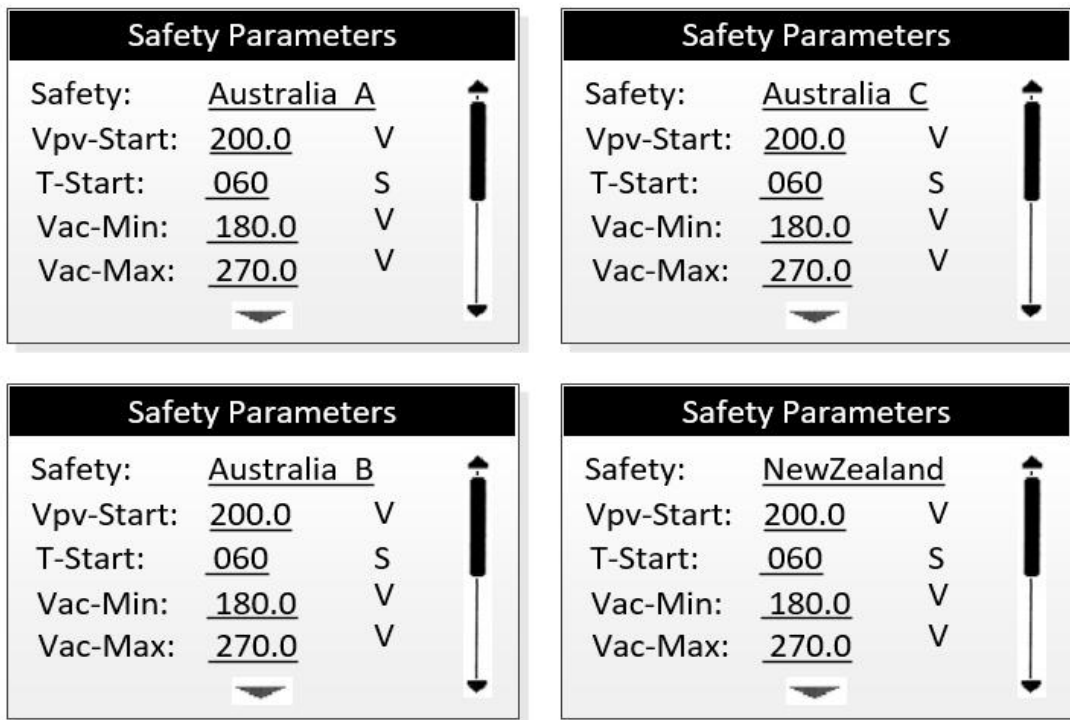 Safety Parameters
Safety: Australia A
Vpv-Start: 200.0 V
T-Start: 060 S
Vac-Min: 180.0 V
Vac-Max: 270.0 V
Safety Parameters
Safety: Australia C
Vpv-Start: 200.0 V
T-Start: 060 S
Vac-Min: 180.0 V
Vac-Max: 270.0 V
Safety Parameters
Safety: Australia B
Vpv-Start: 200.0 V
T-Start: 060 S
Vac-Min: 180.0 V
Vac-Max: 270.0 V
Safety Parameters
Safety: NewZealand
Vpv-Start: 200.0 V
T-Start: 060 S
Vac-Min: 180.0 V
Vac-Max: 270.0 V